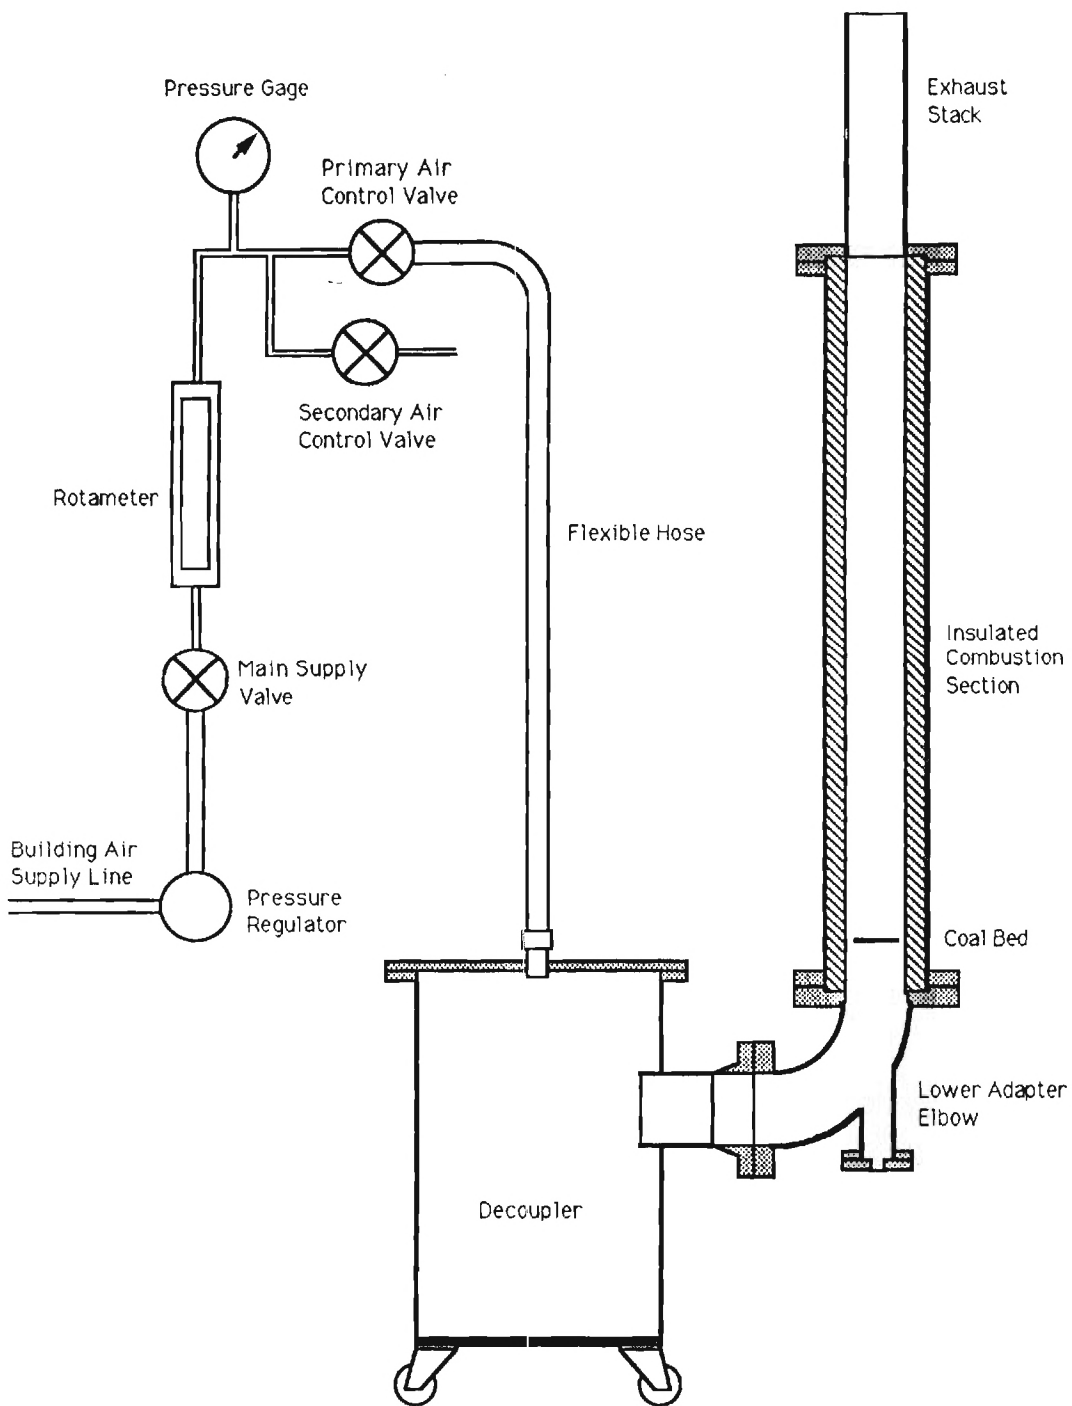 Pressure Gage
Exhaust
Stack
Primary Air
Control Valve
Secondary Air
Control Valve
Rotameter
Flexible Hose
Insulated
Combustion
Section
Main Supply
Valve
Building Air
Supply Line
Pressure
Regulator
Coal Bed
Lower Adapter
Elbow
Decoupler